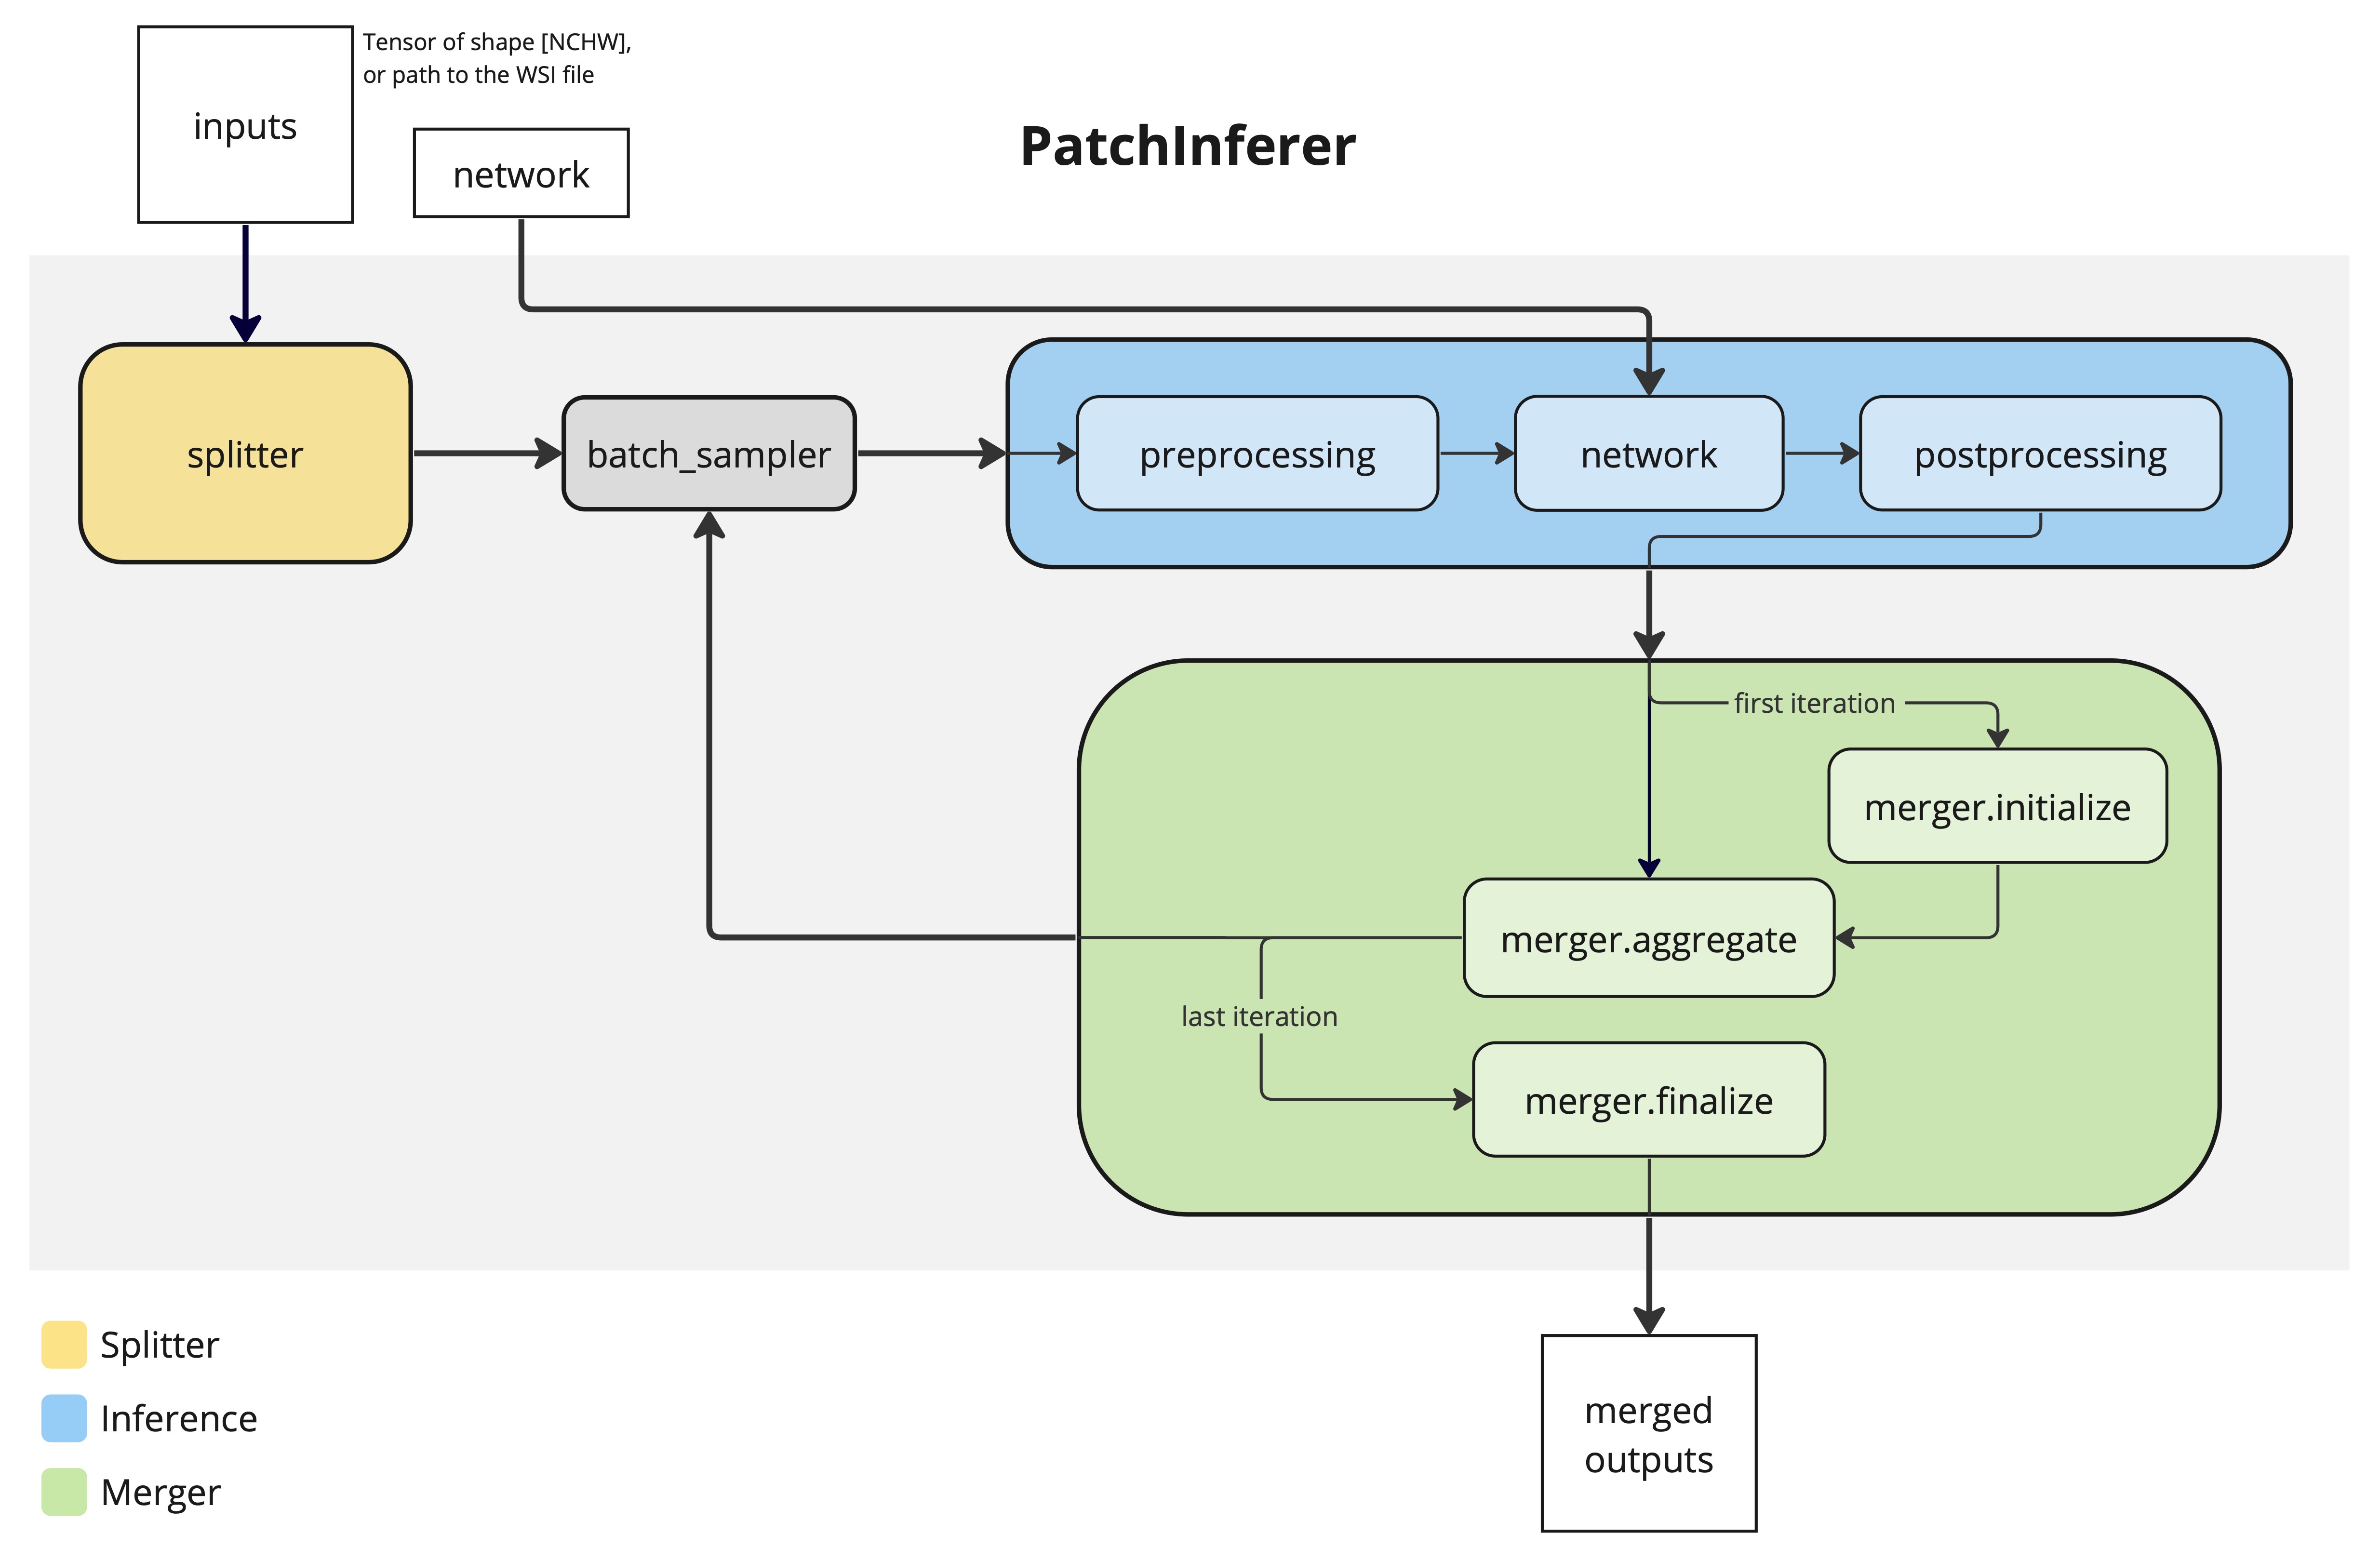 Tensor of shape [NCHW],
or path to the WSI file
inputs
network
PatchInferer
splitter
batch_sampler
preprocessing
network
postprocessing
first iteration
merger.initialize
merger.aggregate
last iteration
merger.finalize
Splitter
Inference
Merger
merged
outputs